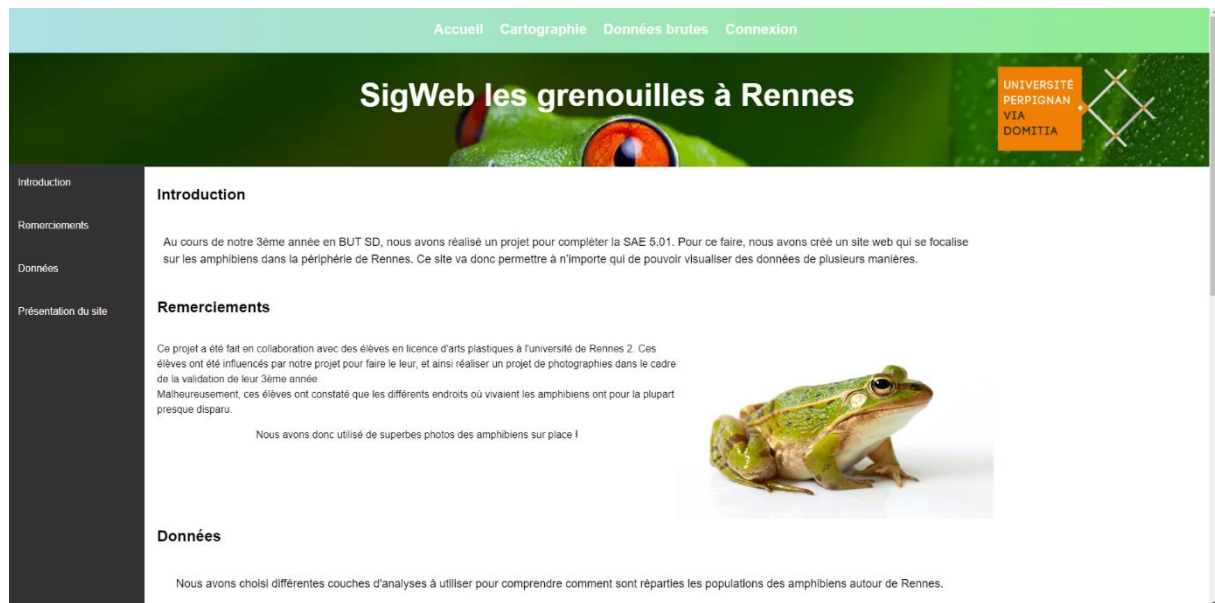 Accueil Cartographie Données brutes Connexion
SigWeb les grenouilles à Rennes
UNIVERSITÉ
PERPIGNAN
VIA
DOMITIA
Introduction
Remerciements
Données
Présentation du site
Introduction
Au cours de notre 3ème année en BUT SD, nous avons réalisé un projet pour compléter la SAE 5.01. Pour ce faire, nous avons créé un site web qui se focalise
sur les amphibiens dans la périphérie de Rennes. Ce site va donc permettre à n'importe qui de pouvoir visualiser des données de plusieurs manières.
Remerciements
Ce projet a été fait en collaboration avec des élèves en licence d'arts plastiques à l'université de Rennes 2. Ces
élèves ont été influencés par notre projet pour faire le leur, et ainsi réaliser un projet de photographies dans le cadre
de la validation de leur 3ème année.
Malheureusement, ces élèves ont constaté que les différents endroits où vivaient les amphibiens ont pour la plupart
presque disparu.
Nous avons donc utilisé de superbes photos des amphibiens sur place !
Données
Nous avons choisi différentes couches d'analyses à utiliser pour comprendre comment sont réparties les populations des amphibiens autour de Rennes.